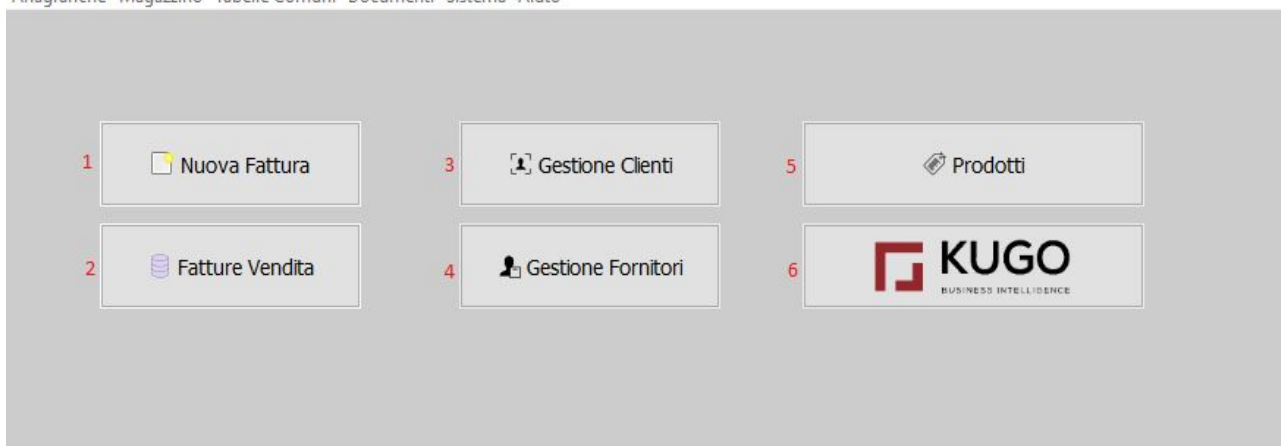 Anagrafiche Magazzino Tabelle Comuni Documenti Sistema Aiuto
1 Nuova Fattura
3 Gestione Clienti
5 Prodotti
2 Fatture Vendita
4 Gestione Fornitori
6 KUGO
BUSINESS INTELLIGENCE